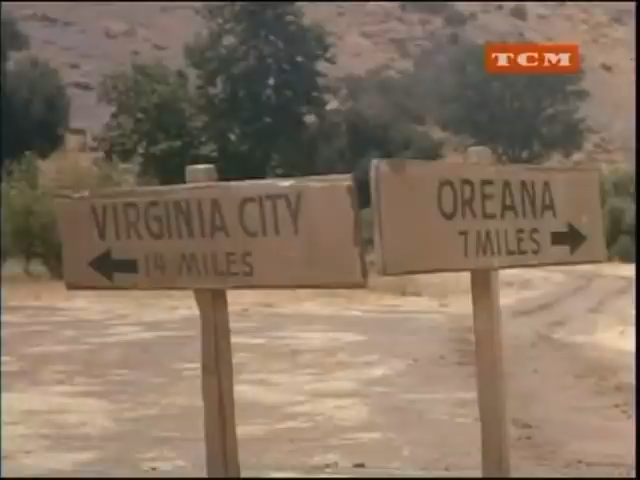 TCM
VIRGINIA CITY
14 MILES
OREANA
7 MILES